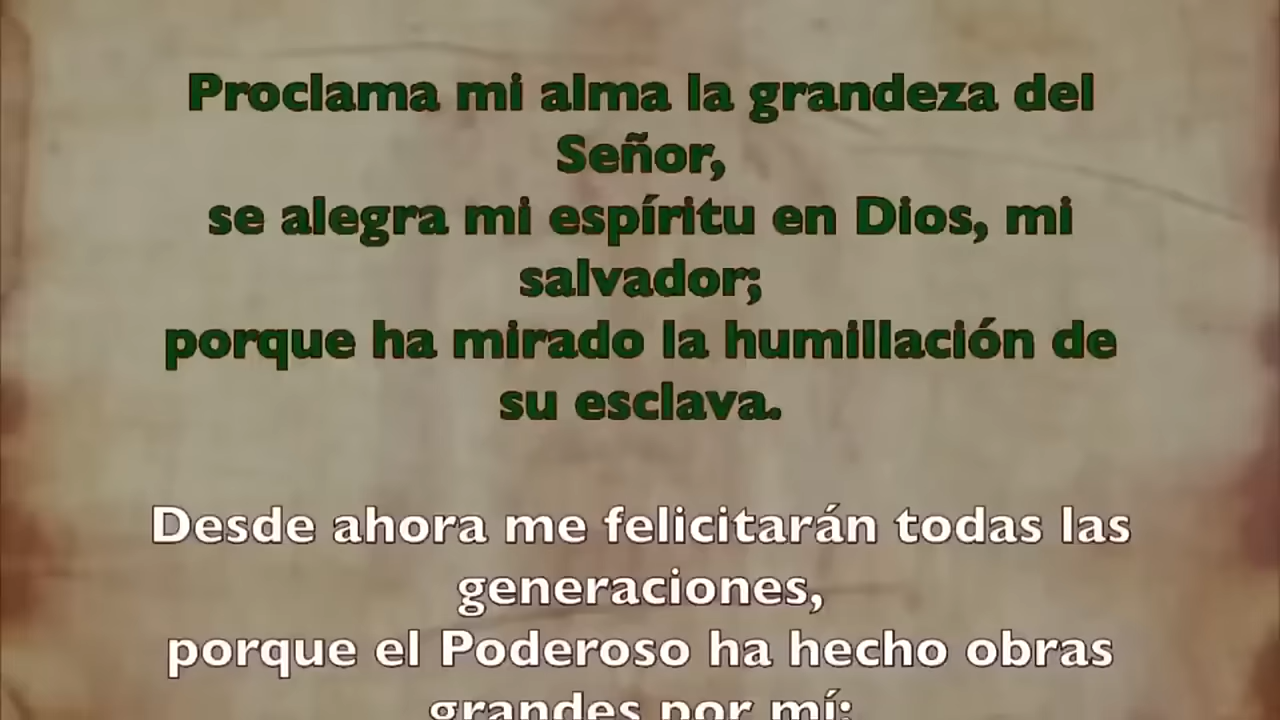 Proclama mi alma la grandeza del
Señor,
se alegra mi espíritu en Dios, mi
salvador;
porque ha mirado la humillación de
su esclava.
Desde ahora me felicitarán todas las
generaciones,
porque el Poderoso ha hecho obras
grandes por mí: